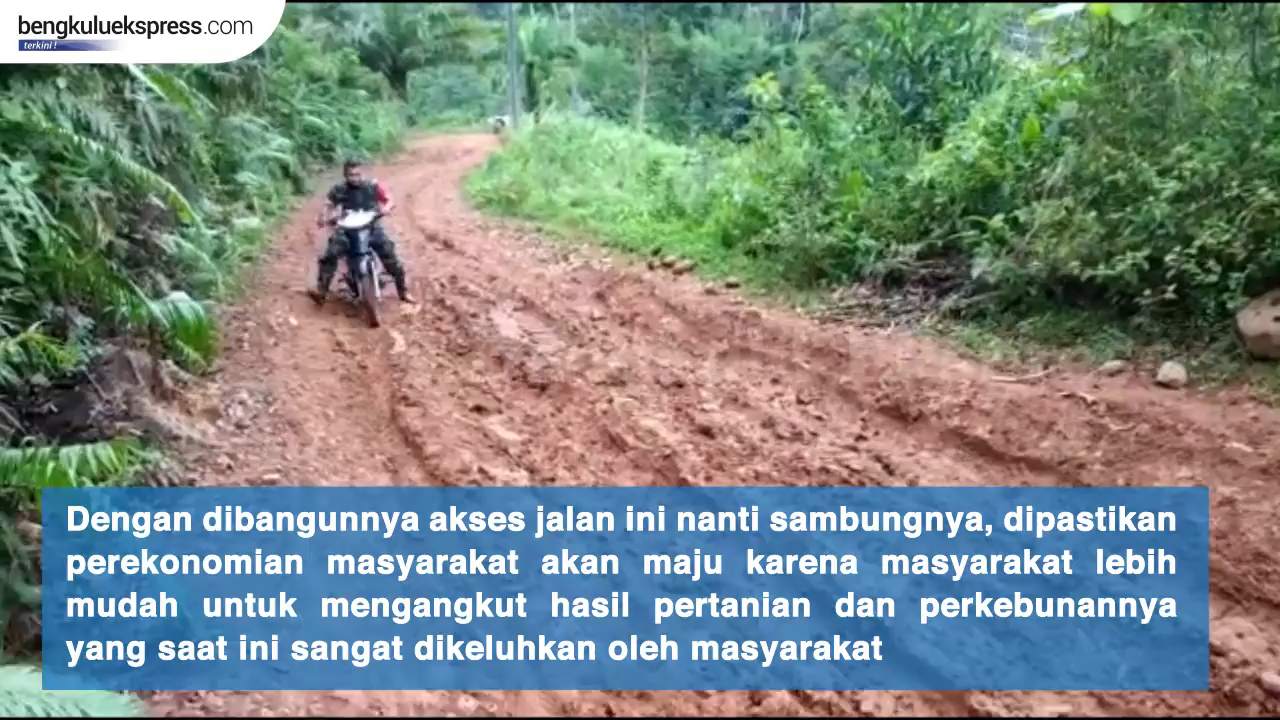 bengkuluekspress.com
terkini!
Dengan dibangunnya akses jalan ini nanti sambungnya, dipastikan
perekonomian masyarakat akan maju karena masyarakat lebih
mudah untuk mengangkut hasil pertanian dan perkebunannya
yang saat ini sangat dikeluhkan oleh masyarakat